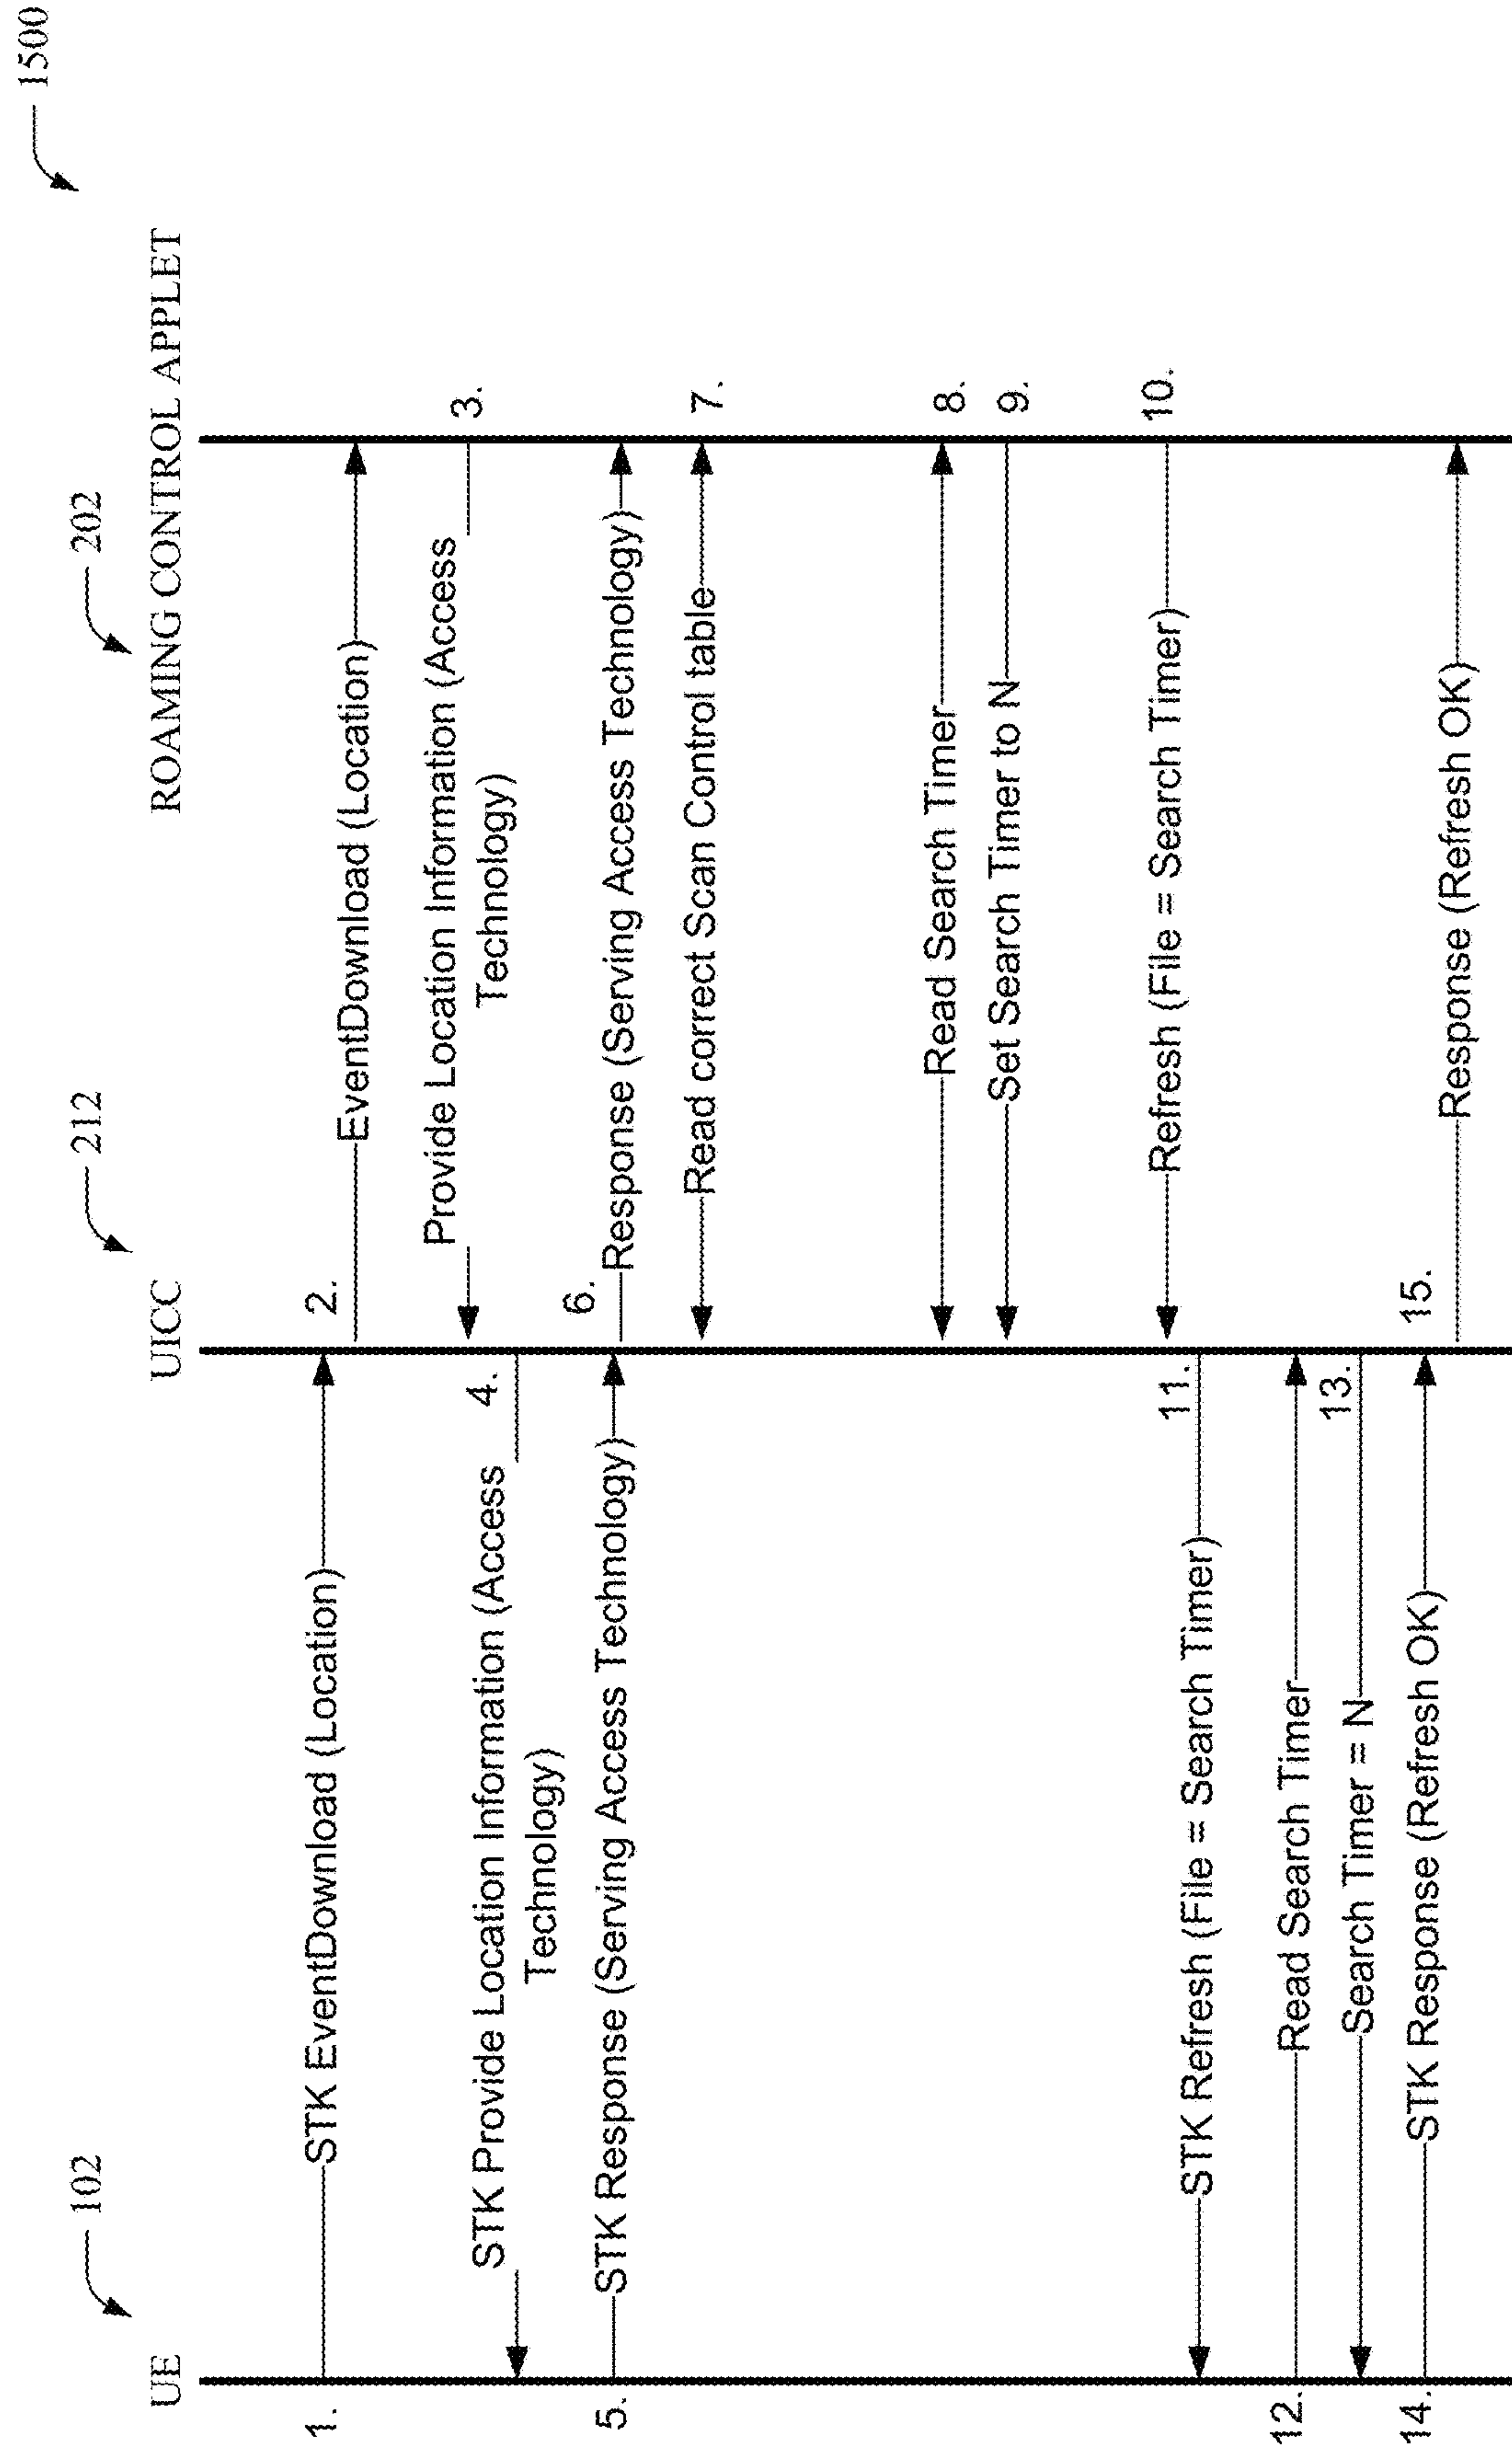 1500
102
212
202
UE
UICC
ROAMING CONTROL APPLET
1.
STK EventDownload (Location)
2.
EventDownload (Location)
3.
Provide Location Information (Access
Technology)
4.
STK Provide Location Information (Access
Technology)
5.
STK Response (Serving Access Technology)
6.
Response (Serving Access Technology)
7.
Read correct Scan Control table
8.
Read Search Timer
9.
Set Search Timer to N
10.
Refresh (File = Search Timer)
11.
STK Refresh (File = Search Timer)
12.
Read Search Timer
13.
Search Timer = N
14.
STK Response (Refresh OK)
15.
Response (Refresh OK)